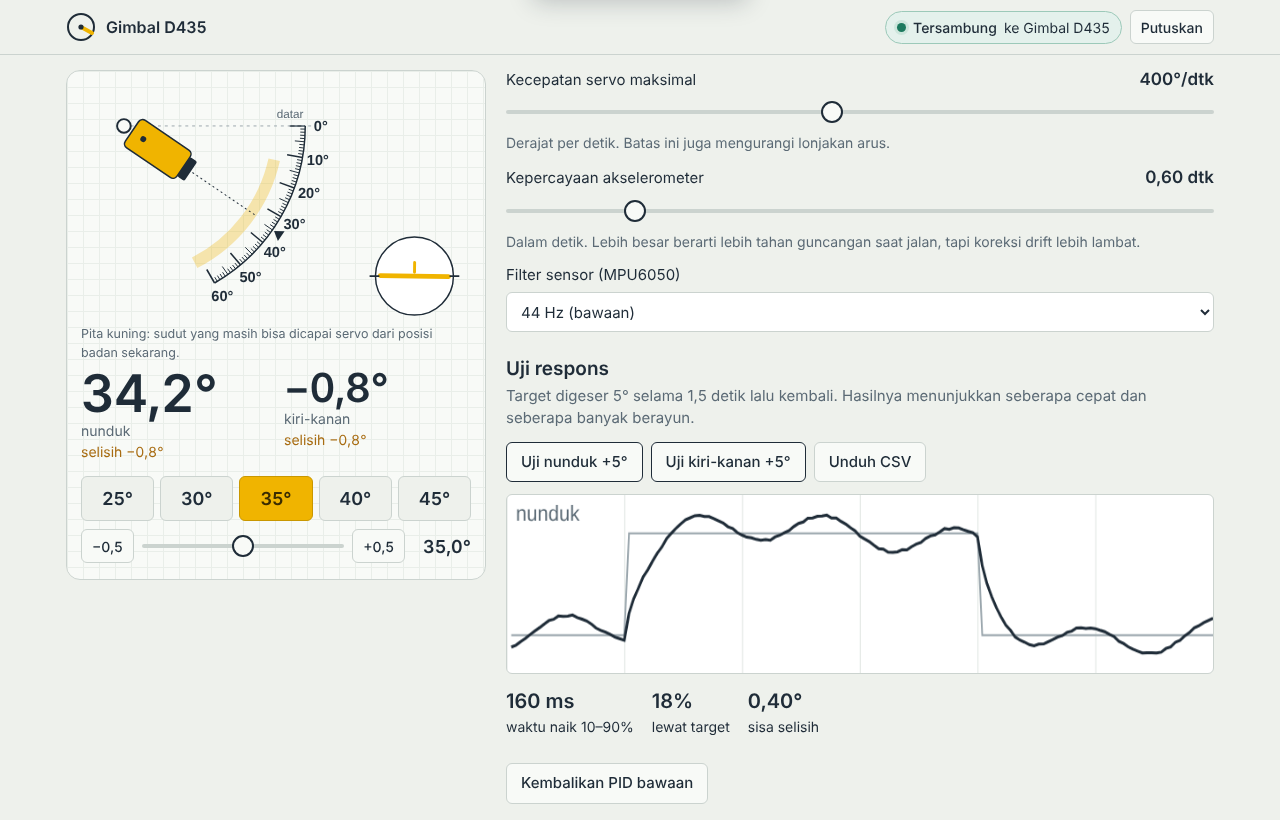 Gimbal D435
Tersambung ke Gimbal D435
Putuskan
datar
0°
10°
20°
30°
40°
50°
60°
Pita kuning: sudut yang masih bisa dicapai servo dari posisi
badan sekarang.
34,2°
nunduk
selisih −0,8°
−0,8°
kiri-kanan
selisih −0,8°
25°
30°
35°
40°
45°
−0,5
+0,5
35,0°
Kecepatan servo maksimal
400°/dtk
Derajat per detik. Batas ini juga mengurangi lonjakan arus.
Kepercayaan akselerometer
0,60 dtk
Dalam detik. Lebih besar berarti lebih tahan guncangan saat jalan, tapi koreksi drift lebih lambat.
Filter sensor (MPU6050)
44 Hz (bawaan)
Uji respons
Target digeser 5° selama 1,5 detik lalu kembali. Hasilnya menunjukkan seberapa cepat dan
seberapa banyak berayun.
Uji nunduk +5°
Uji kiri-kanan +5°
Unduh CSV
nunduk
160 ms
waktu naik 10–90%
18%
lewat target
0,40°
sisa selisih
Kembalikan PID bawaan